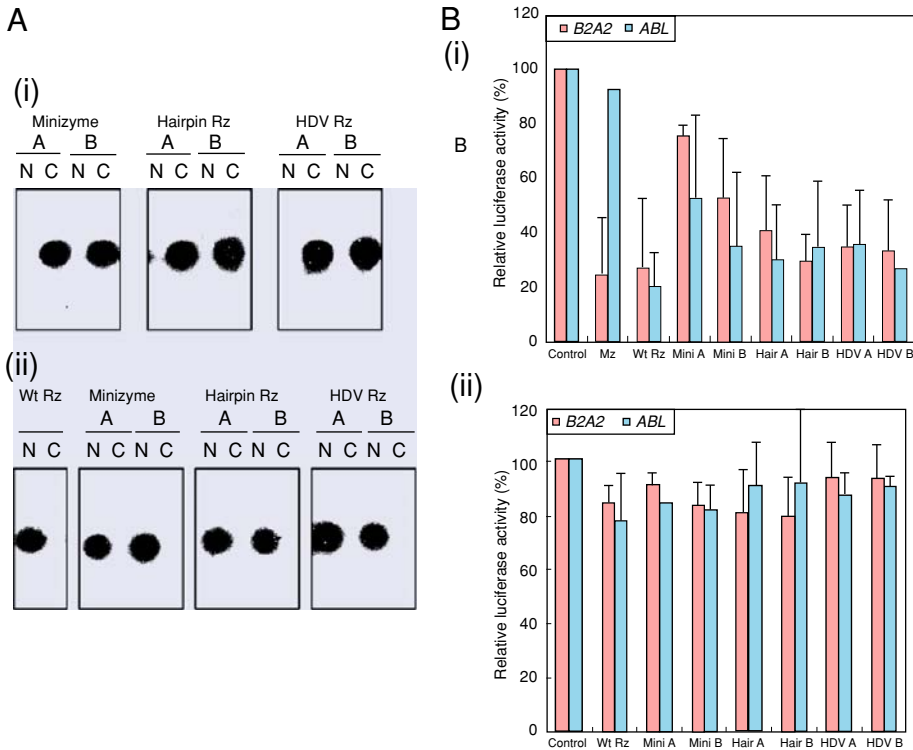 A
(i)
Minizyme Hairpin Rz HDV Rz
A B A B A B
N C N C N C N C N C N C
(ii)
Wt Rz Minizyme Hairpin Rz HDV Rz
A B A B A B
N C N C N C N C N C N C N C
B
(i)
B
120
100
80
60
40
20
0
Relative luciferase activity (%)
B2A2 ABL
Control Mz Wt Rz Mini A Mini B Hair A Hair B HDV A HDV B
(ii)
120
100
80
60
40
20
0
Relative luciferase activity (%)
B2A2 ABL
Control Wt Rz Mini A Mini B Hair A Hair B HDV A HDV B